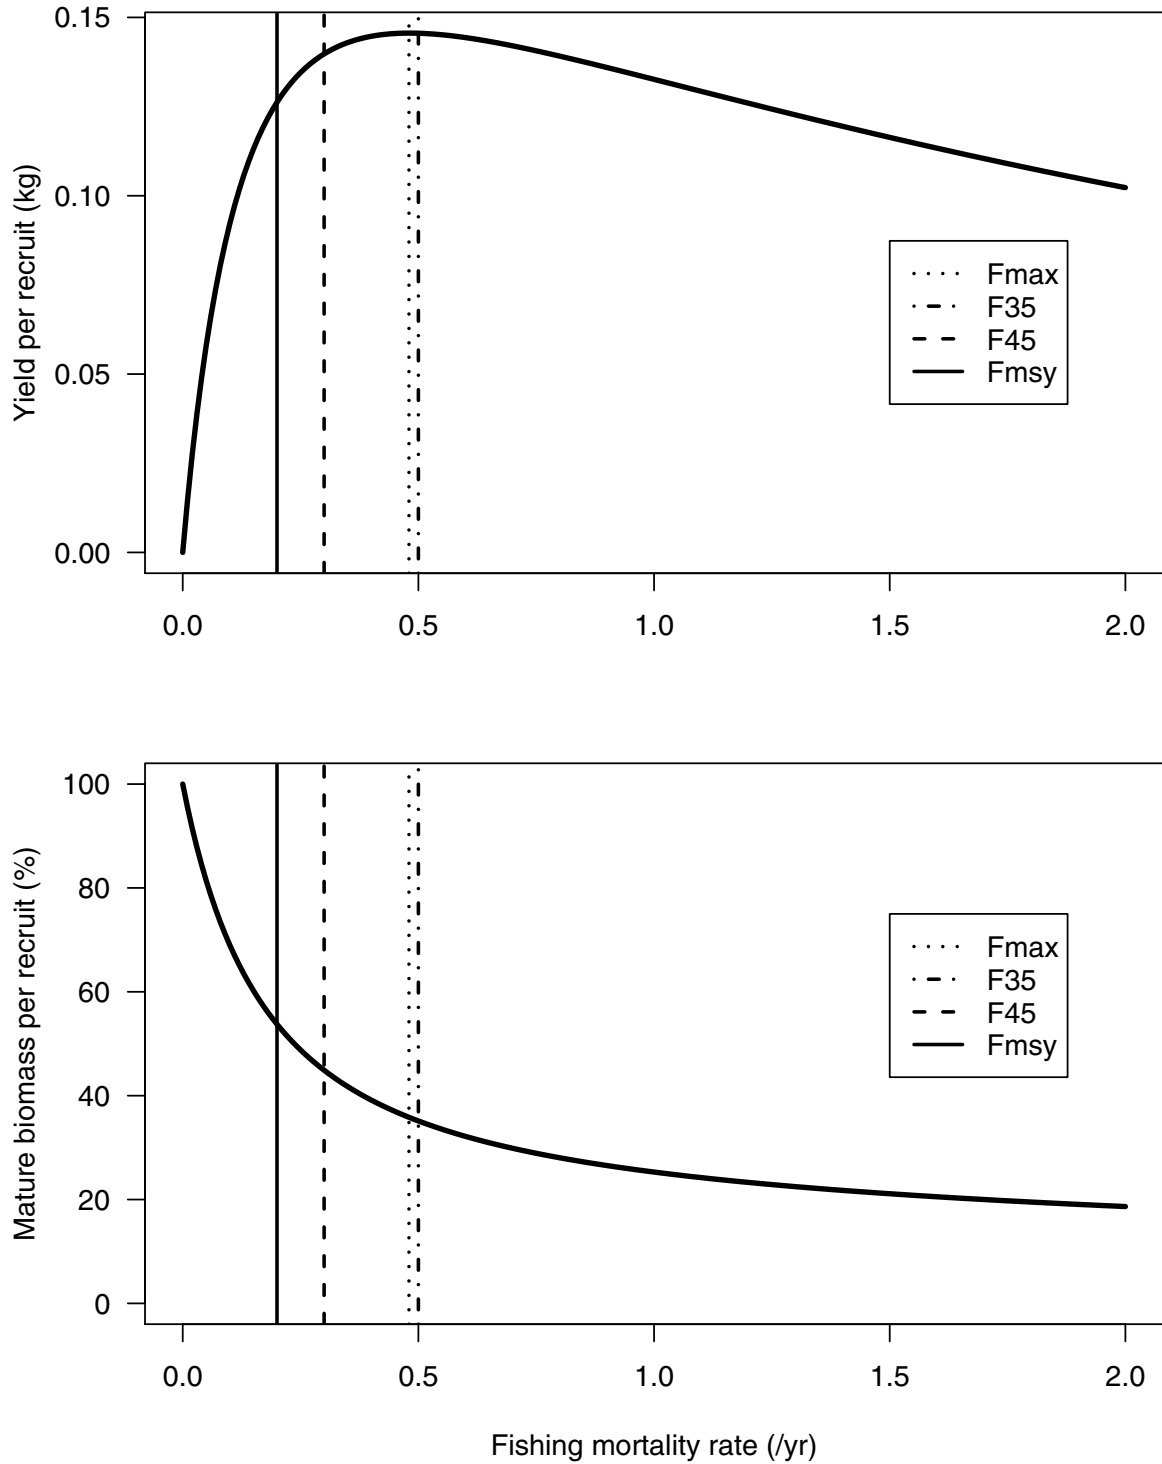 Yield per recruit (kg)
0.15
0.10
0.05
0.00
Fmax
F35
F45
Fmsy
0.0 0.5 1.0 1.5 2.0
Mature biomass per recruit (%)
100
80
60
40
20
0
Fmax
F35
F45
Fmsy
0.0 0.5 1.0 1.5 2.0
Fishing mortality rate (/yr)